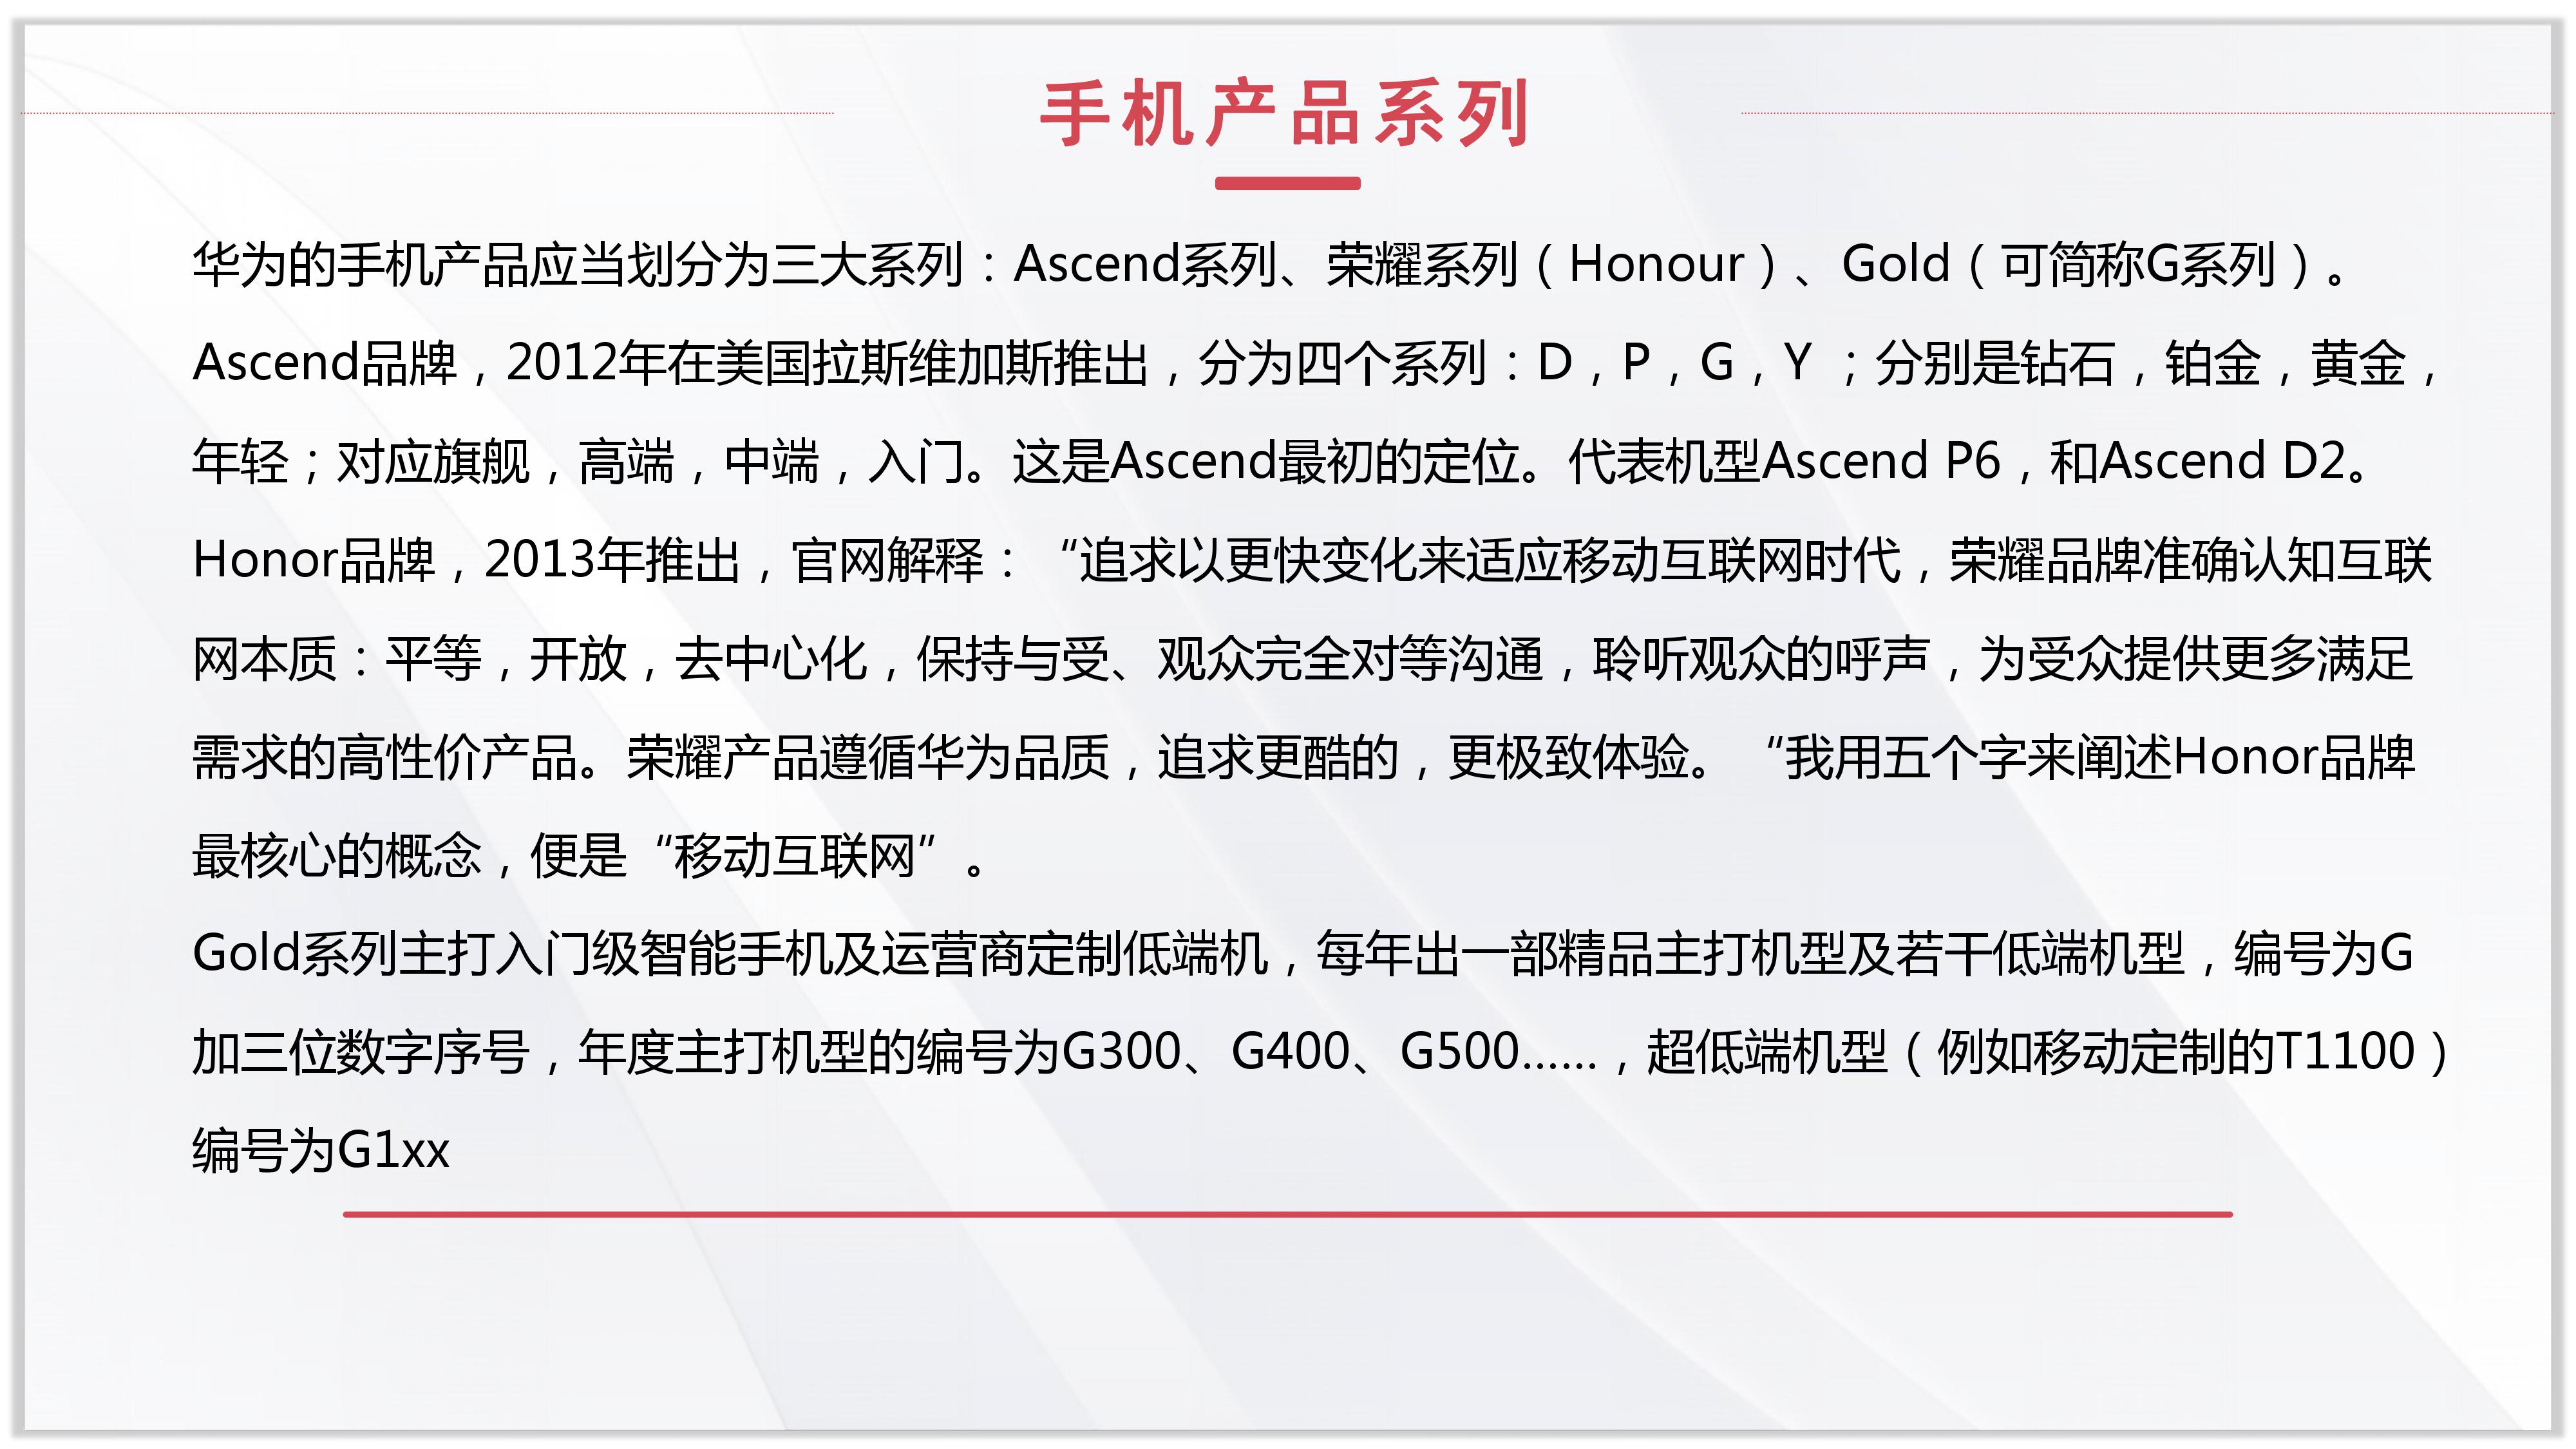 手机产品系列
华为的手机产品应当划分为三大系列：Ascend系列、荣耀系列（Honour）、Gold（可简称G系列）。
Ascend品牌，2012年在美国拉斯维加斯推出，分为四个系列：D，P，G，Y ；分别是钻石，铂金，黄金，
年轻；对应旗舰，高端，中端，入门。这是Ascend最初的定位。代表机型Ascend P6，和Ascend D2。
Honor品牌，2013年推出，官网解释：“追求以更快变化来适应移动互联网时代，荣耀品牌准确认知互联
网本质：平等，开放，去中心化，保持与受、观众完全对等沟通，聆听观众的呼声，为受众提供更多满足
需求的高性价产品。荣耀产品遵循华为品质，追求更酷的，更极致体验。“我用五个字来阐述Honor品牌
最核心的概念，便是“移动互联网”。
Gold系列主打入门级智能手机及运营商定制低端机，每年出一部精品主打机型及若干低端机型，编号为G
加三位数字序号，年度主打机型的编号为G300、G400、G500……，超低端机型（例如移动定制的T1100）
编号为G1xx